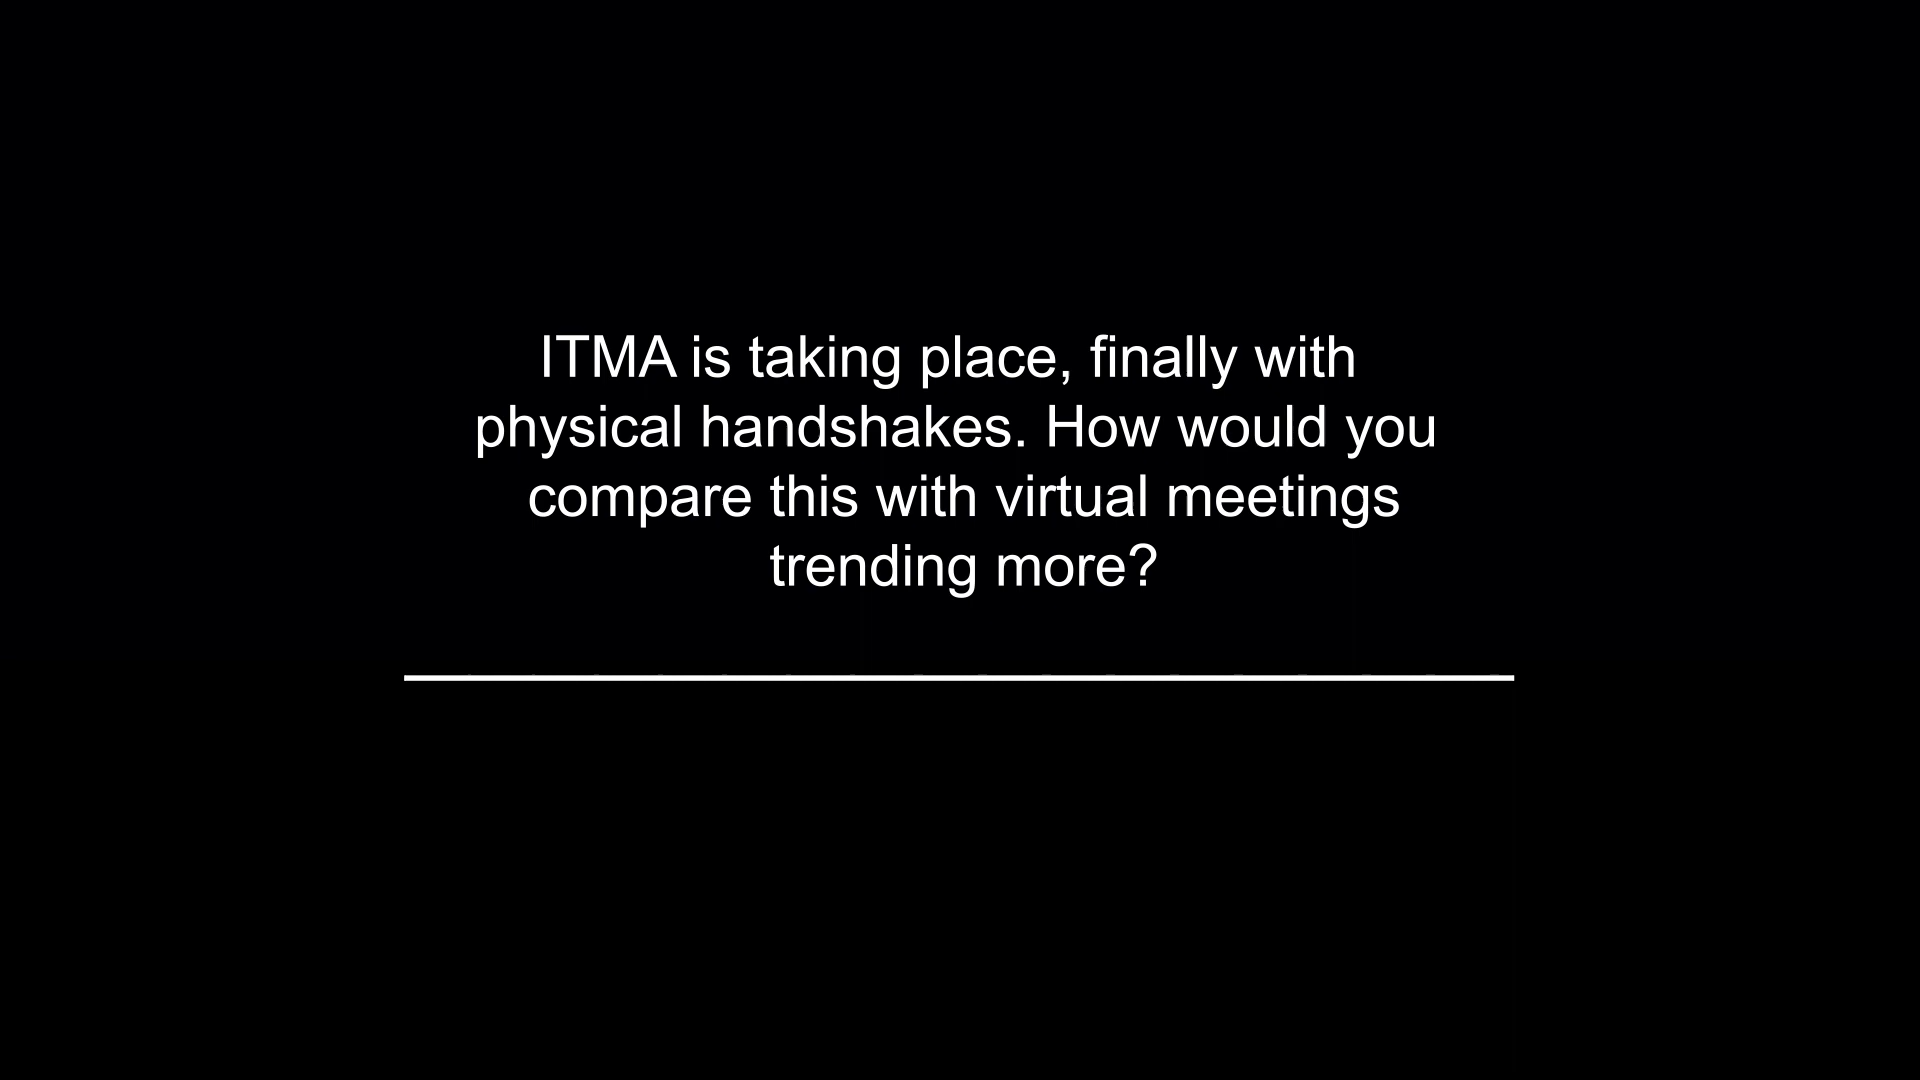 ITMA is taking place, finally with
physical handshakes. How would you
compare this with virtual meetings
trending more?